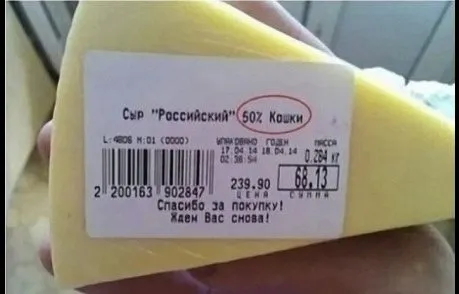 Сыр "Российский" 50% Кошки
L:4806 M:01 (0000)
УПАКОВАНО ГОДЕН МАССА
17.04.14 18.04.14 0.284 кг
02:38:54
239.90 68.13
ЦЕНА СУММА
2 200163 902847
Спасибо за покупку!
Ждем Вас снова!